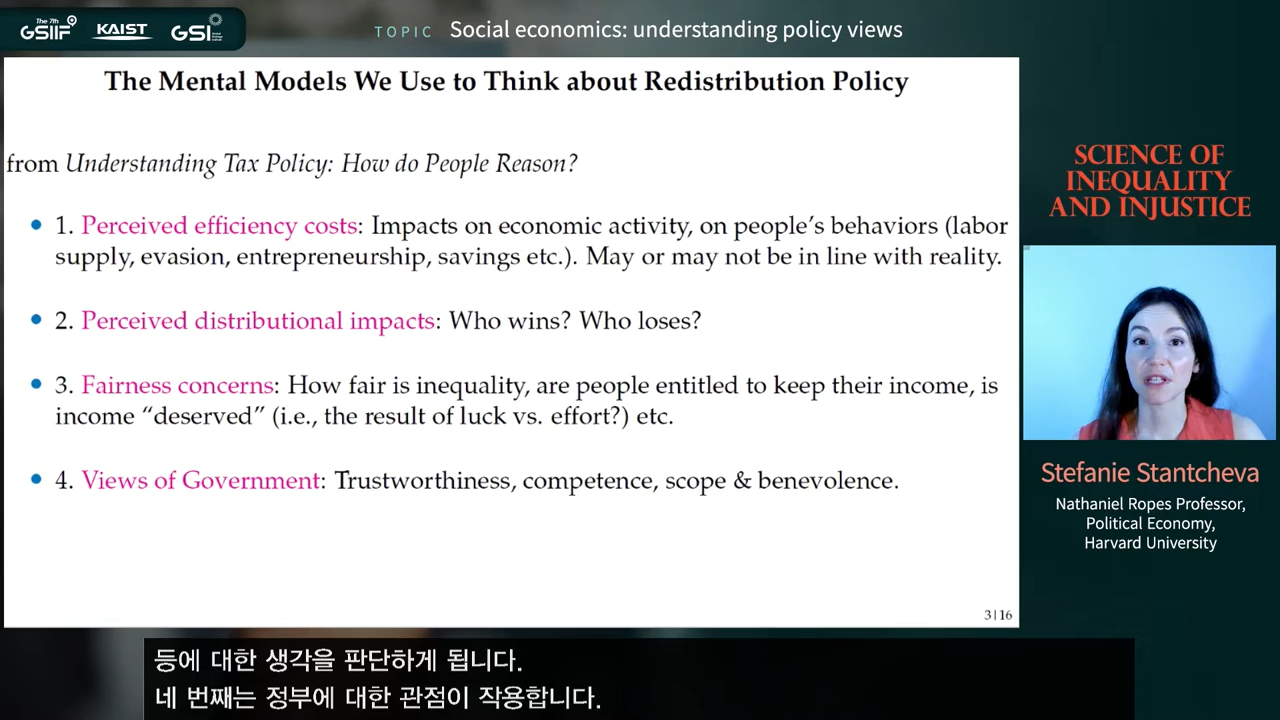 The 7th
GSIIF
KAIST
GSI
TOPIC Social economics: understanding policy views
The Mental Models We Use to Think about Redistribution Policy
from Understanding Tax Policy: How do People Reason?
• 1. Perceived efficiency costs: Impacts on economic activity, on people's behaviors (labor
supply, evasion, entrepreneurship, savings etc.). May or may not be in line with reality.
• 2. Perceived distributional impacts: Who wins? Who loses?
• 3. Fairness concerns: How fair is inequality, are people entitled to keep their income, is
income “deserved” (i.e., the result of luck vs. effort?) etc.
• 4. Views of Government: Trustworthiness, competence, scope & benevolence.
3|16
SCIENCE OF
INEQUALITY
AND INJUSTICE
Stefanie Stantcheva
Nathaniel Ropes Professor,
Political Economy,
Harvard University
등에 대한 생각을 판단하게 됩니다.
네 번째는 정부에 대한 관점이 작용합니다.